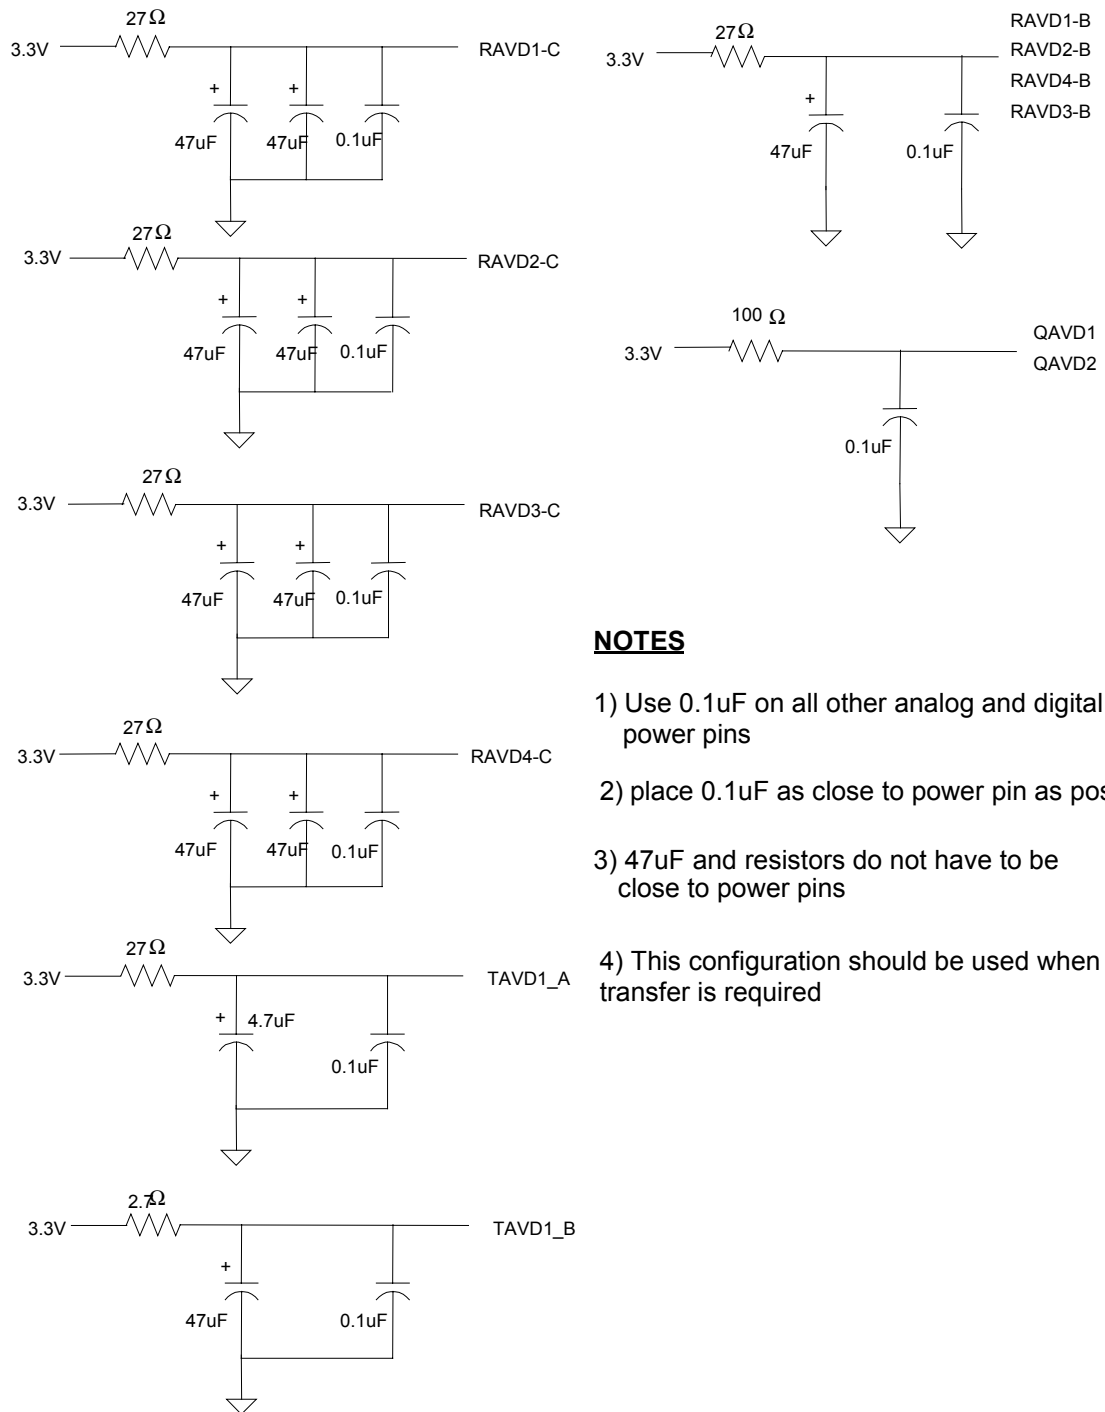 27Ω
3.3V
RAVD1-C
+
+
47uF
47uF
0.1uF
27Ω
3.3V
RAVD2-C
+
+
47uF
47uF
0.1uF
27Ω
3.3V
RAVD3-C
+
+
47uF
47uF
0.1uF
27Ω
3.3V
RAVD4-C
+
+
47uF
47uF
0.1uF
27Ω
3.3V
TAVD1_A
+
4.7uF
0.1uF
2.7Ω
3.3V
TAVD1_B
+
47uF
0.1uF
27Ω
3.3V
RAVD1-B
RAVD2-B
RAVD4-B
RAVD3-B
+
47uF
0.1uF
100 Ω
3.3V
QAVD1
QAVD2
0.1uF
NOTES
1) Use 0.1uF on all other analog and digital
power pins
2) place 0.1uF as close to power pin as
3) 47uF and resistors do not have to be
close to power pins
4) This configuration should be used when
transfer is required